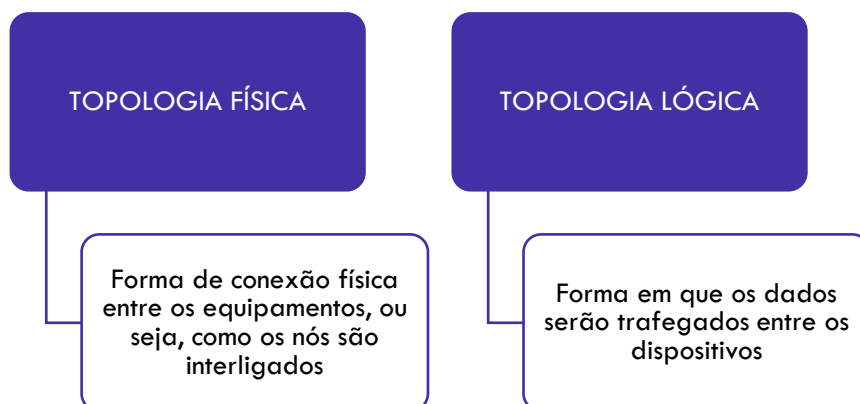 TOPOLOGIA FÍSICA
Forma de conexão física
entre os equipamentos, ou
seja, como os nós são
interligados
TOPOLOGIA LÓGICA
Forma em que os dados
serão trafegados entre os
dispositivos